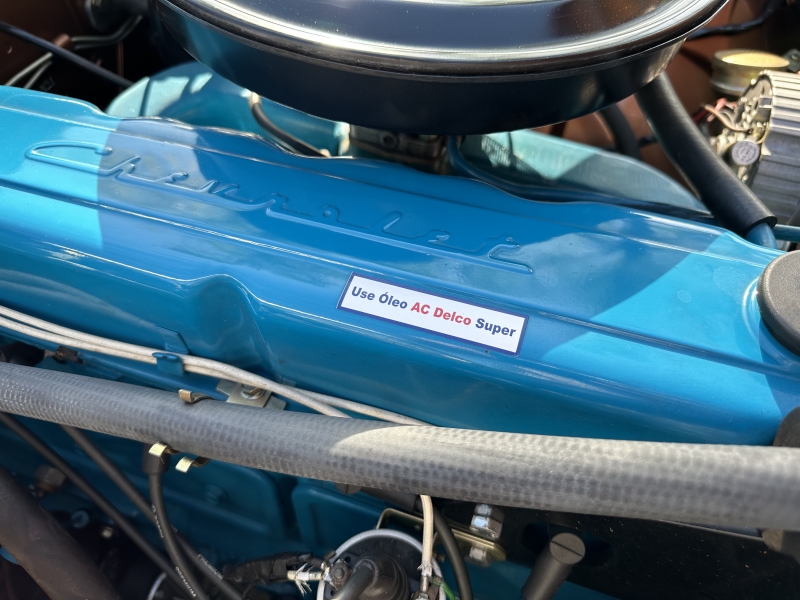 Chevrolet
Use Óleo AC Delco Super